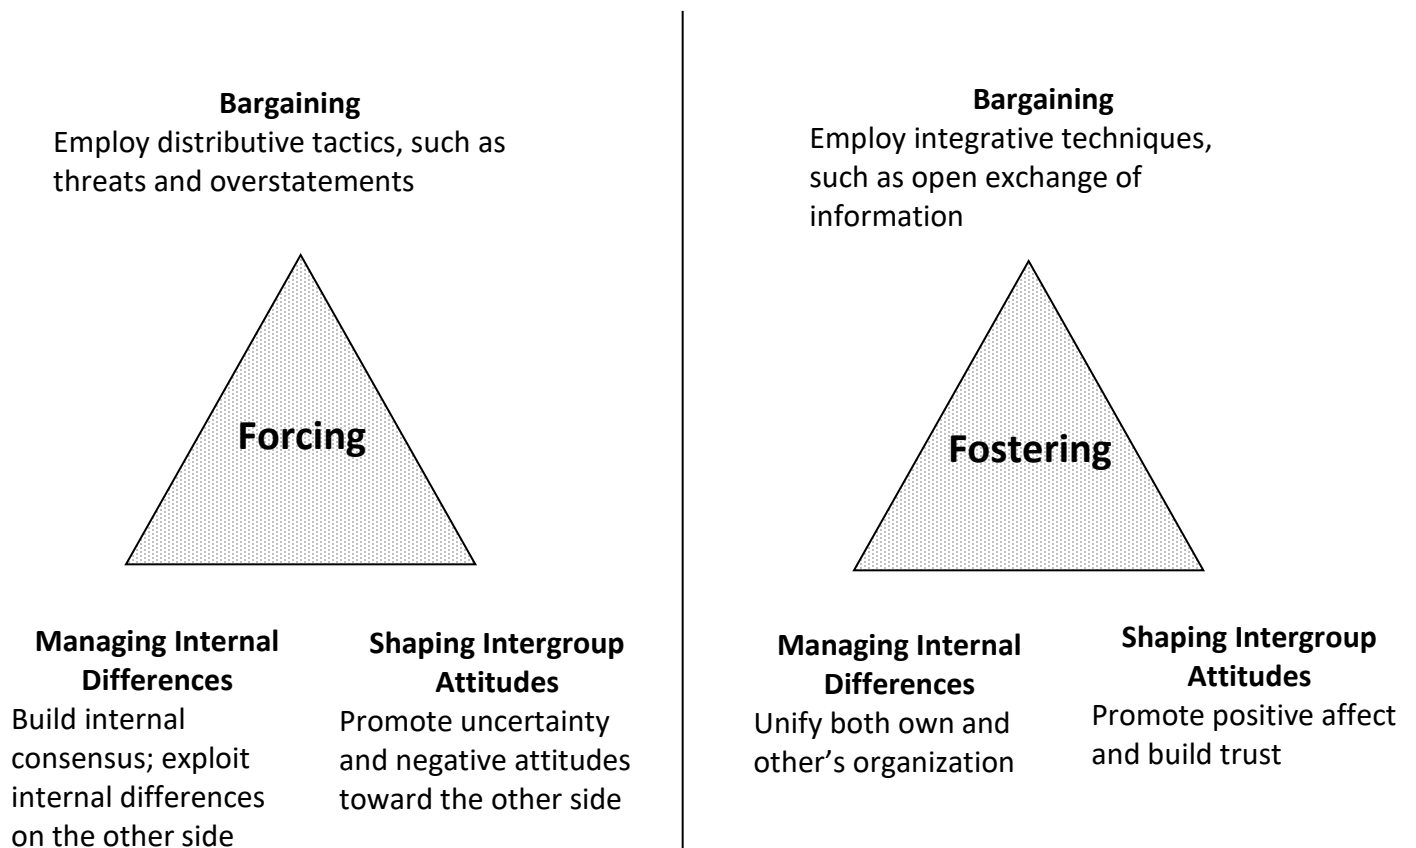 Bargaining
Employ distributive tactics, such as
threats and overstatements
Forcing
Managing Internal
Differences
Build internal
consensus; exploit
internal differences
on the other side
Shaping Intergroup
Attitudes
Promote uncertainty
and negative attitudes
toward the other side
Bargaining
Employ integrative techniques,
such as open exchange of
information
Fostering
Managing Internal
Differences
Unify both own and
other’s organization
Shaping Intergroup
Attitudes
Promote positive affect
and build trust